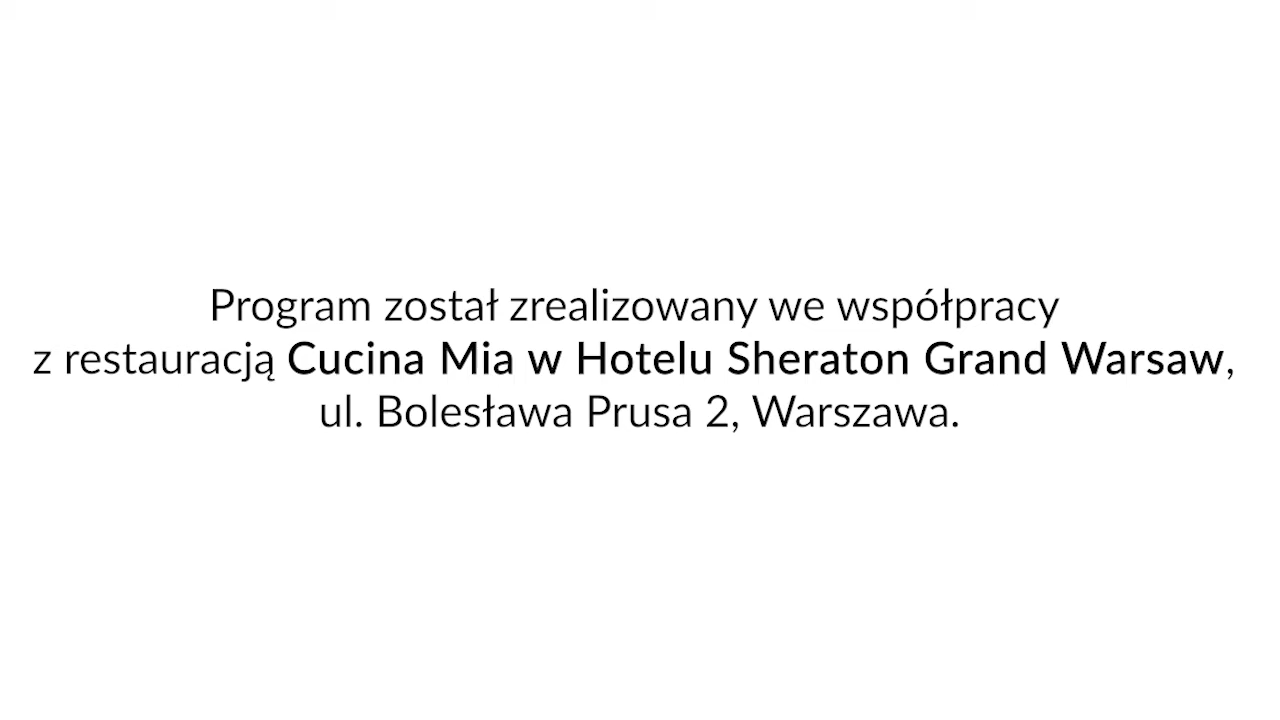 Program został zrealizowany we współpracy
z restauracją Cucina Mia w Hotelu Sheraton Grand Warsaw,
ul. Bolesława Prusa 2, Warszawa.